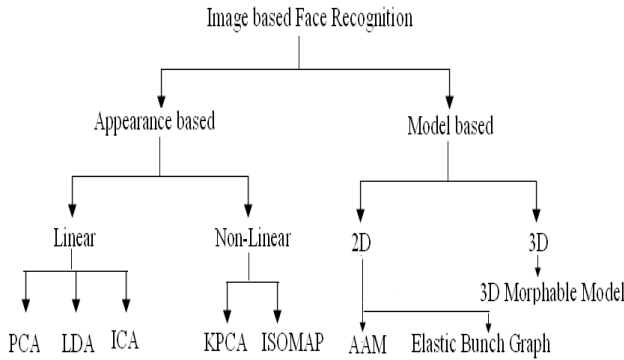 Image based Face Recognition
Appearance based
Model based
Linear
Non-Linear
2D
3D
3D Morphable Model
PCA
LDA
ICA
KPCA
ISOMAP
AAM
Elastic Bunch Graph